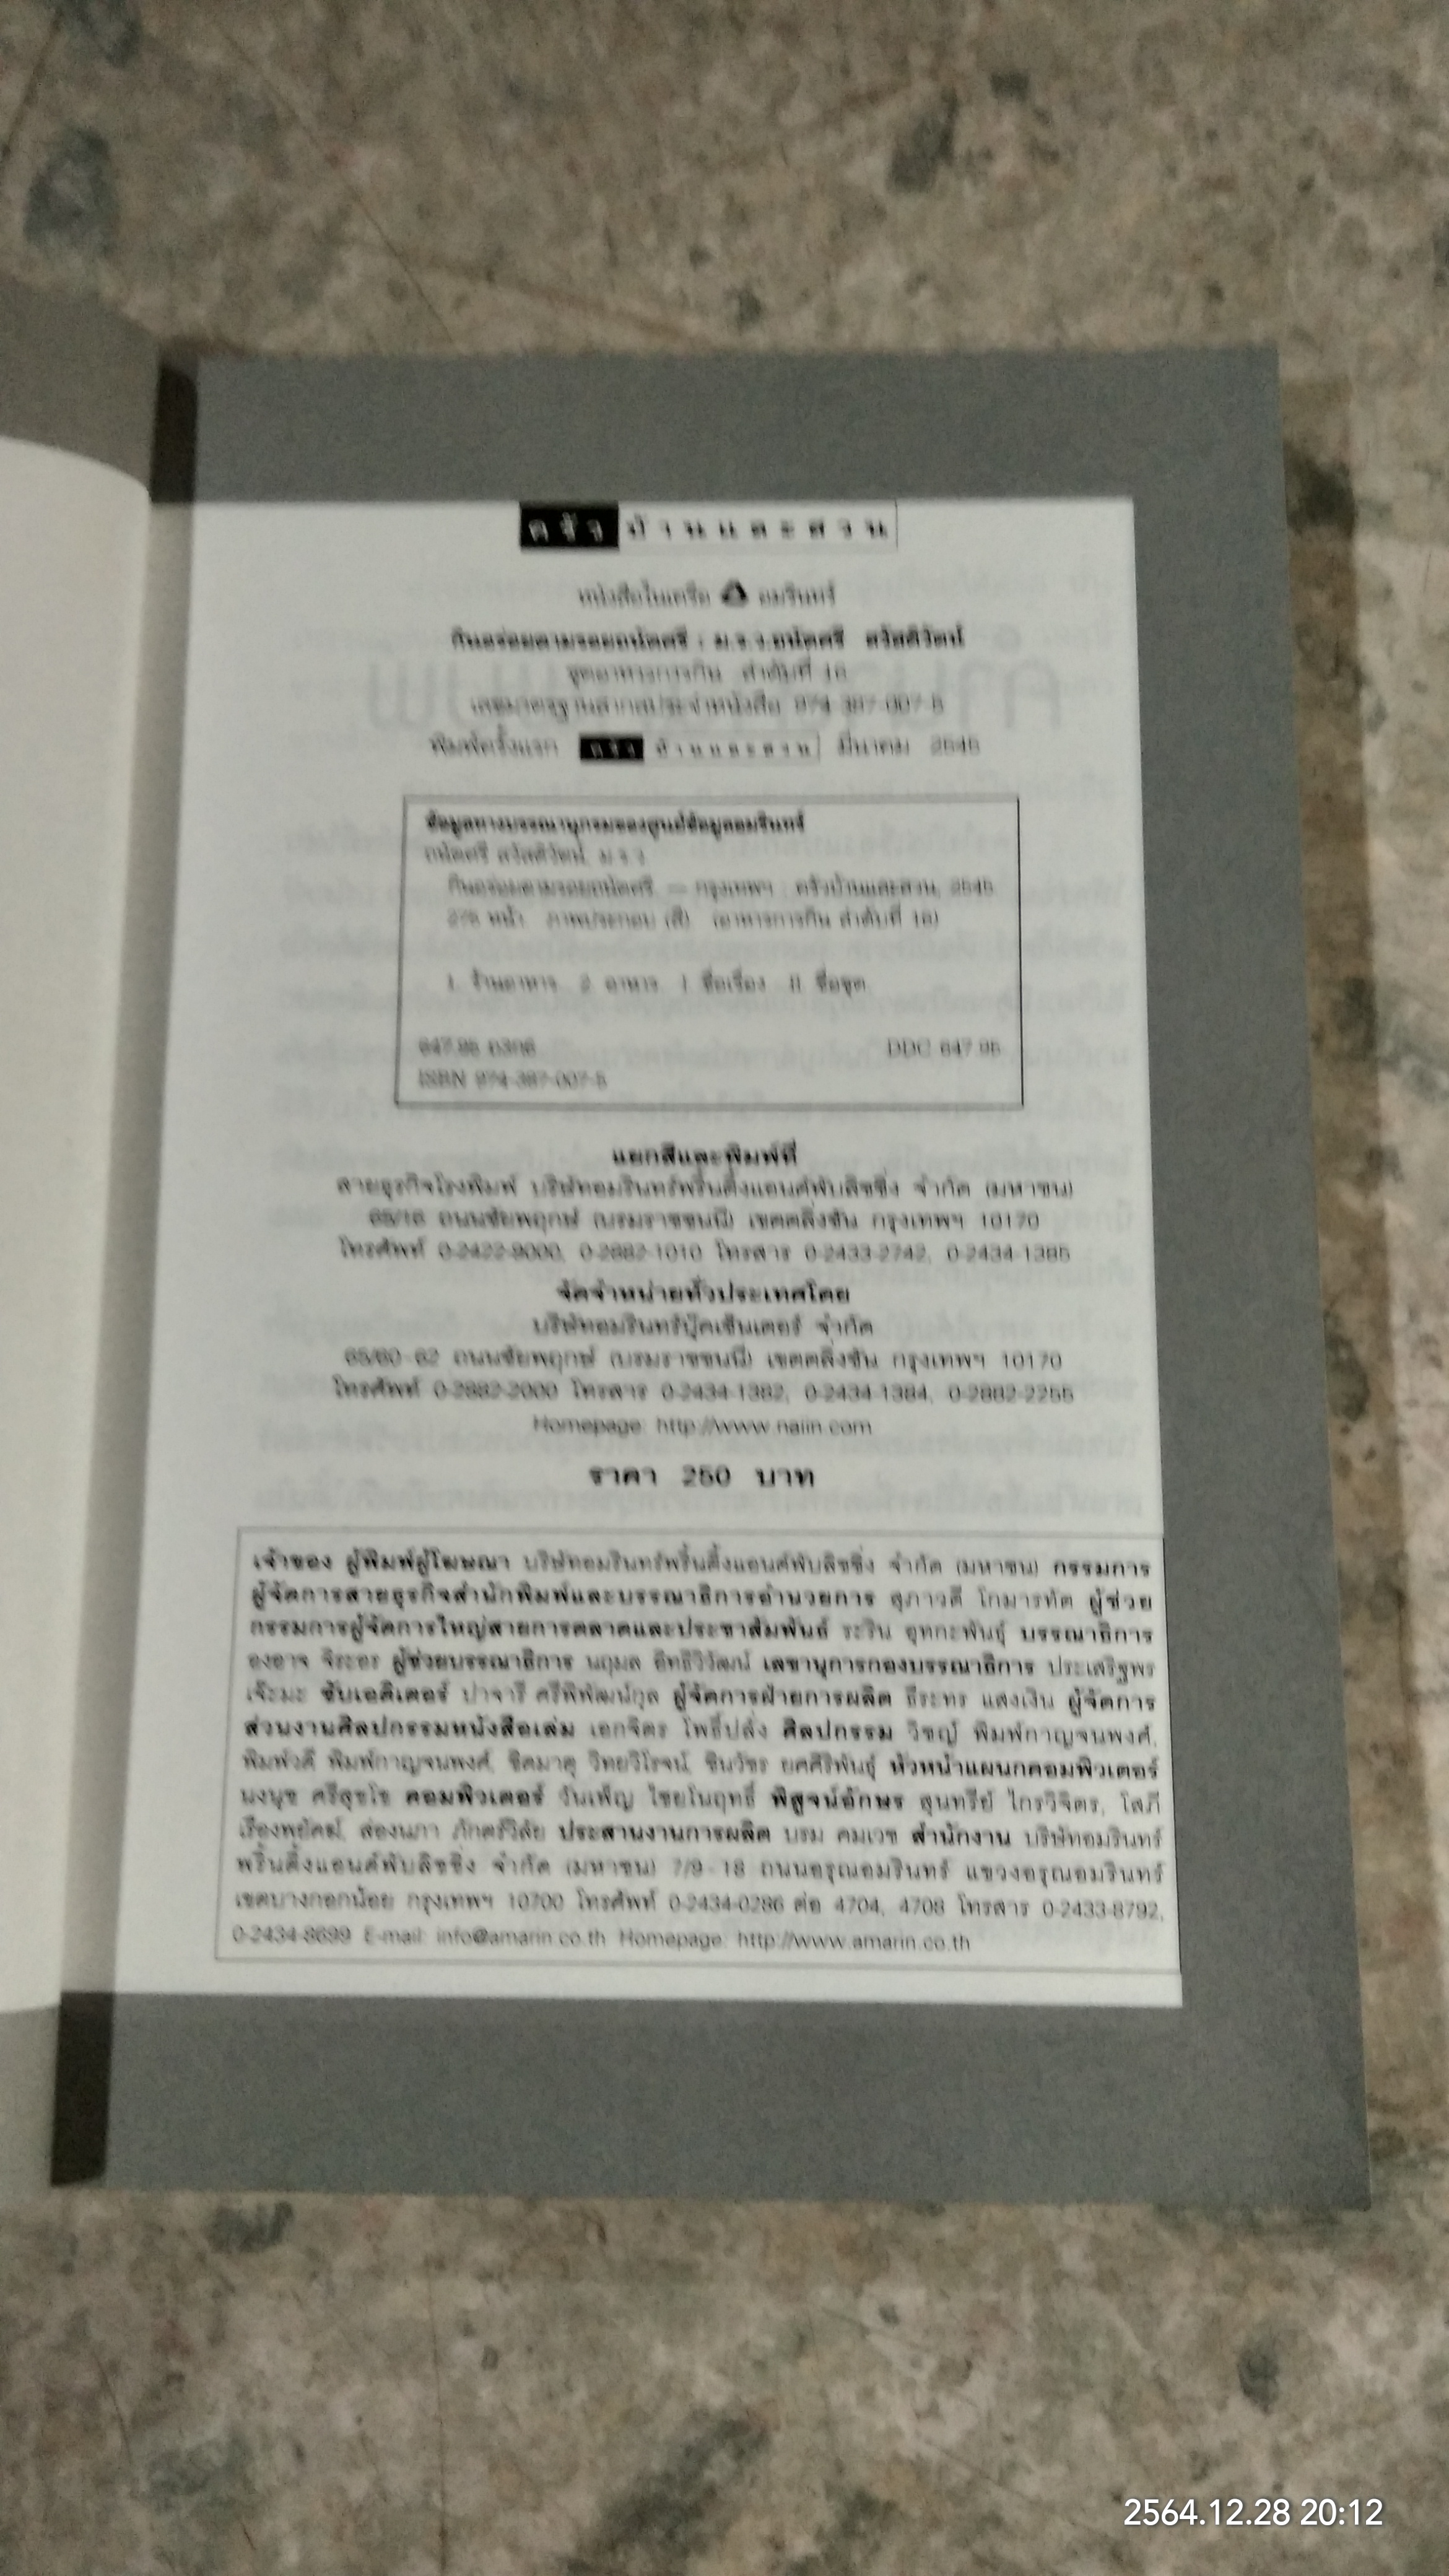 ครัวบ้านและสวน
หนังสือในเครือ อมรินทร์
กินอร่อยตามรอยถนัดศรี : ม.ร.ว.ถนัดศรี สวัสดิวัตน์
ชุดอาหารการกิน ลำดับที่ 16
เลขมาตรฐานสากลประจำหนังสือ 974-387-007-5
พิมพ์ครั้งแรก ครัวบ้านและสวน มีนาคม 2545
ข้อมูลทางบรรณานุกรมของศูนย์ข้อมูลอมรินทร์
ถนัดศรี สวัสดิวัตน์, ม.ร.ว.
กินอร่อยตามรอยถนัดศรี. -- กรุงเทพฯ : ครัวบ้านและสวน, 2545.
หน้า : ภาพประกอบ (สี). (อาหารการกิน ลำดับที่ 16)
1. ร้านอาหาร. 2. อาหาร. I. ชื่อเรื่อง. II. ชื่อชุด.
647.95 DDC 647.95
ISBN 974-387-007-5
แยกสีและพิมพ์ที่
สายธุรกิจโรงพิมพ์ บริษัทอมรินทร์พริ้นติ้งแอนด์พับลิชชิ่ง จำกัด (มหาชน)
65/16 ถนนชัยพฤกษ์ (บรมราชชนนี) เขตตลิ่งชัน กรุงเทพฯ 10170
โทรศัพท์ 0-2422-9000, 0-2882-1010 โทรสาร 0-2433-2742, 0-2434-1385
จัดจำหน่ายทั่วประเทศโดย
บริษัทอมรินทร์บุ๊คเซ็นเตอร์ จำกัด
65/60-62 ถนนชัยพฤกษ์ (บรมราชชนนี) เขตตลิ่งชัน กรุงเทพฯ 10170
โทรศัพท์ 0-2882-2000 โทรสาร 0-2434-1382, 0-2434-1384, 0-2882-2255
Homepage: http://www.naiin.com
ราคา 250 บาท
เจ้าของ ผู้พิมพ์ผู้โฆษณา บริษัทอมรินทร์พริ้นติ้งแอนด์พับลิชชิ่ง จำกัด (มหาชน) กรรมการ
ผู้จัดการสายธุรกิจสำนักพิมพ์และบรรณาธิการอำนวยการ สุภาวดี โกมารทัต ผู้ช่วย
กรรมการผู้จัดการใหญ่สายการตลาดและประชาสัมพันธ์ ระริน อุทกะพันธุ์ บรรณาธิการ
องอาจ จิระอร ผู้ช่วยบรรณาธิการ นฤมล อิทธิวิวัฒน์ เลขานุการกองบรรณาธิการ ประเสริฐพร
เจ๊ะมะ ซับเอดิเตอร์ ปาจารี ศรีพิพัฒน์กุล ผู้จัดการฝ่ายการผลิต ธีระทร แสงเงิน ผู้จัดการ
ส่วนงานศิลปกรรมหนังสือเล่ม เอกจิตร โพธิ์ปลั่ง ศิลปกรรม วิชญ์ พิมพ์กาญจนพงศ์,
พิมพ์วดี พิมพ์กาญจนพงศ์, วิทยวิโรจน์, ชินวัชร ยศศิริพันธุ์ หัวหน้าแผนกคอมพิวเตอร์
นงนุช ศรีสุขโข คอมพิวเตอร์ วันเพ็ญ ไชยโนฤทธิ์ พิสูจน์อักษร สุนทรีย์ ไกรวิจิตร, โสภี
เรืองพยัคฆ์, ส่องนภา ภักตร์วิลัย ประสานงานการผลิต บรม คมเวช สำนักงาน บริษัทอมรินทร์
พริ้นติ้งแอนด์พับลิชชิ่ง จำกัด (มหาชน) 7/9-18 ถนนอรุณอมรินทร์ แขวงอรุณอมรินทร์
เขตบางกอกน้อย กรุงเทพฯ 10700 โทรศัพท์ 0-2434-0286 ต่อ 4704, 4708 โทรสาร 0-2433-8792,
0-2434-8699 E-mail: info@amarin.co.th Homepage: http://www.amarin.co.th
2564.12.28 20:12